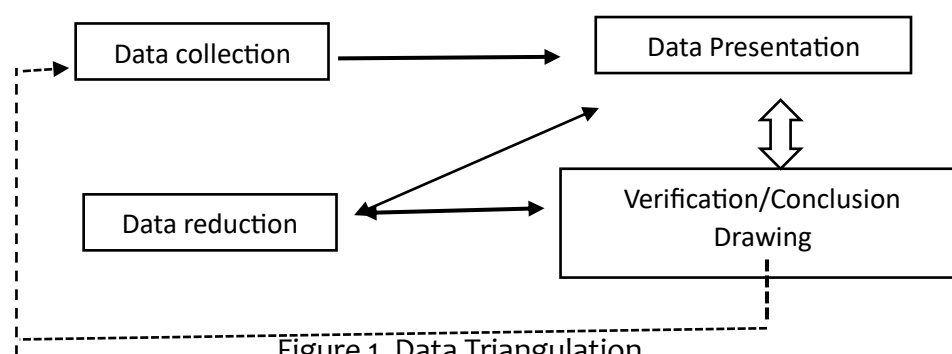 Data collection
Data Presentation
Data reduction
Verification/Conclusion
Drawing
Figure 1. Data Triangulation